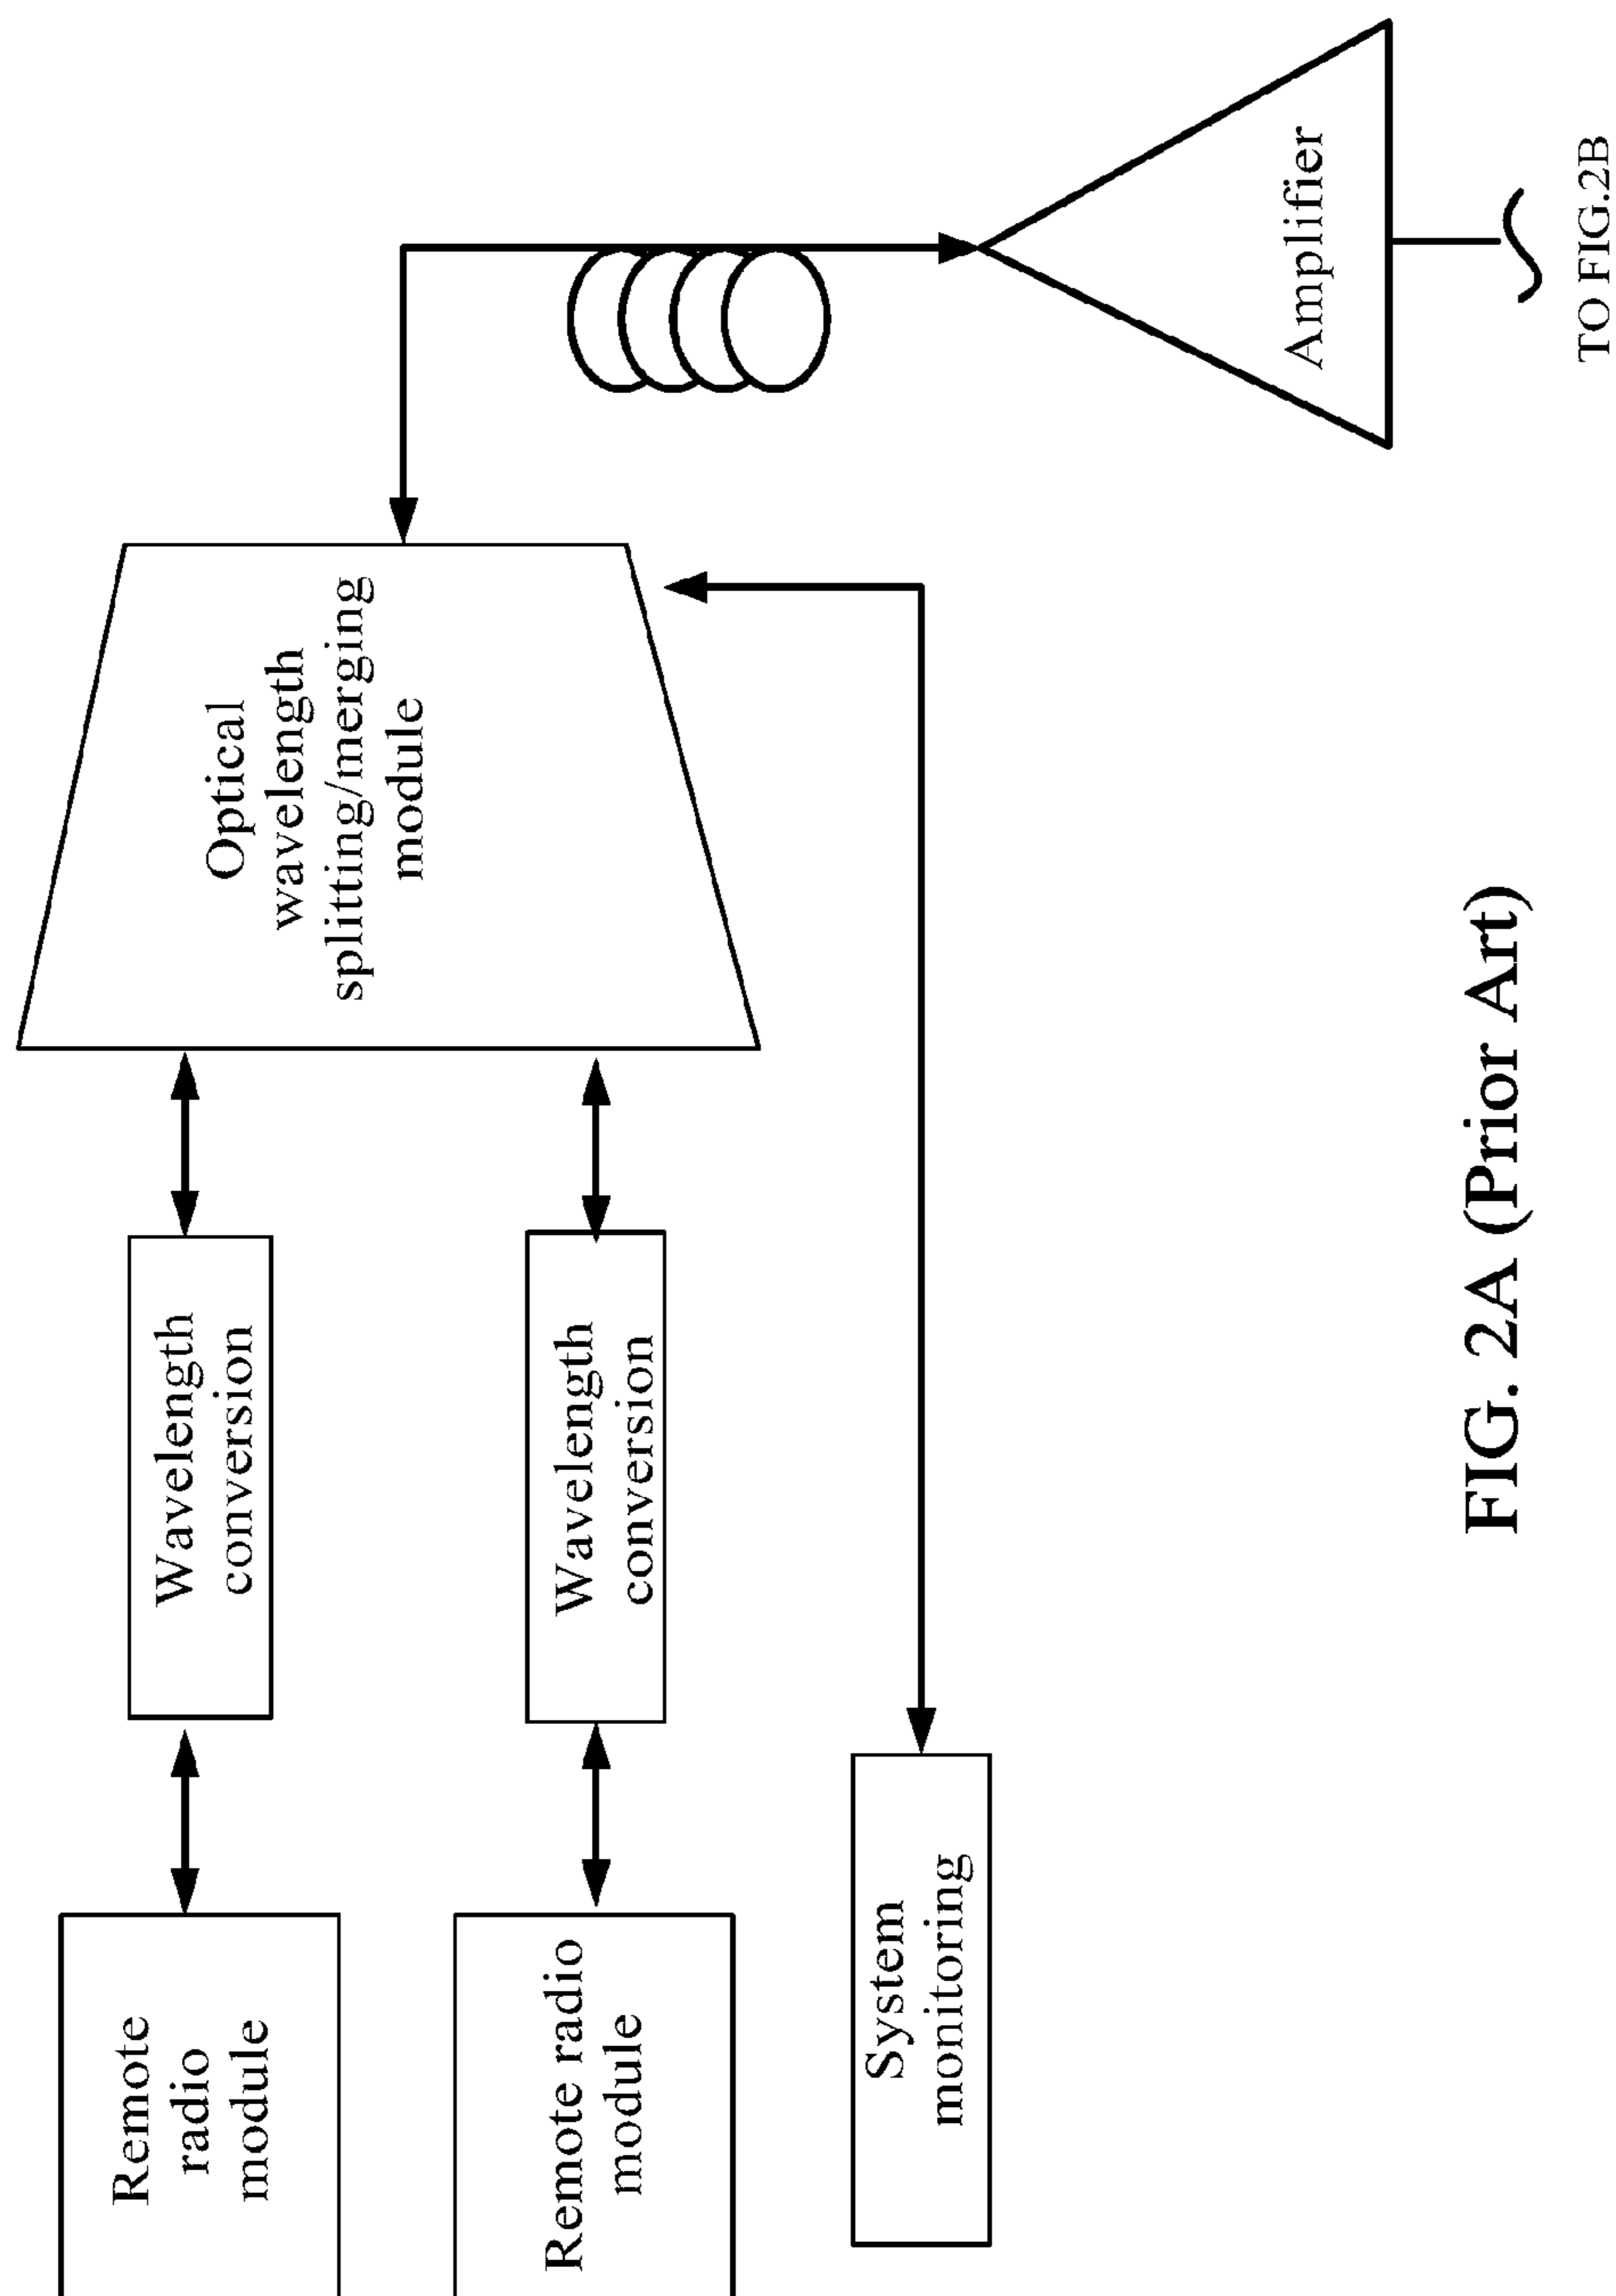 Remote
radio
module
Wavelength
conversion
Optical
wavelength
splitting/merging
module
Remote radio
module
Wavelength
conversion
System
monitoring
Amplifier
TO FIG.2B
FIG. 2A (Prior Art)